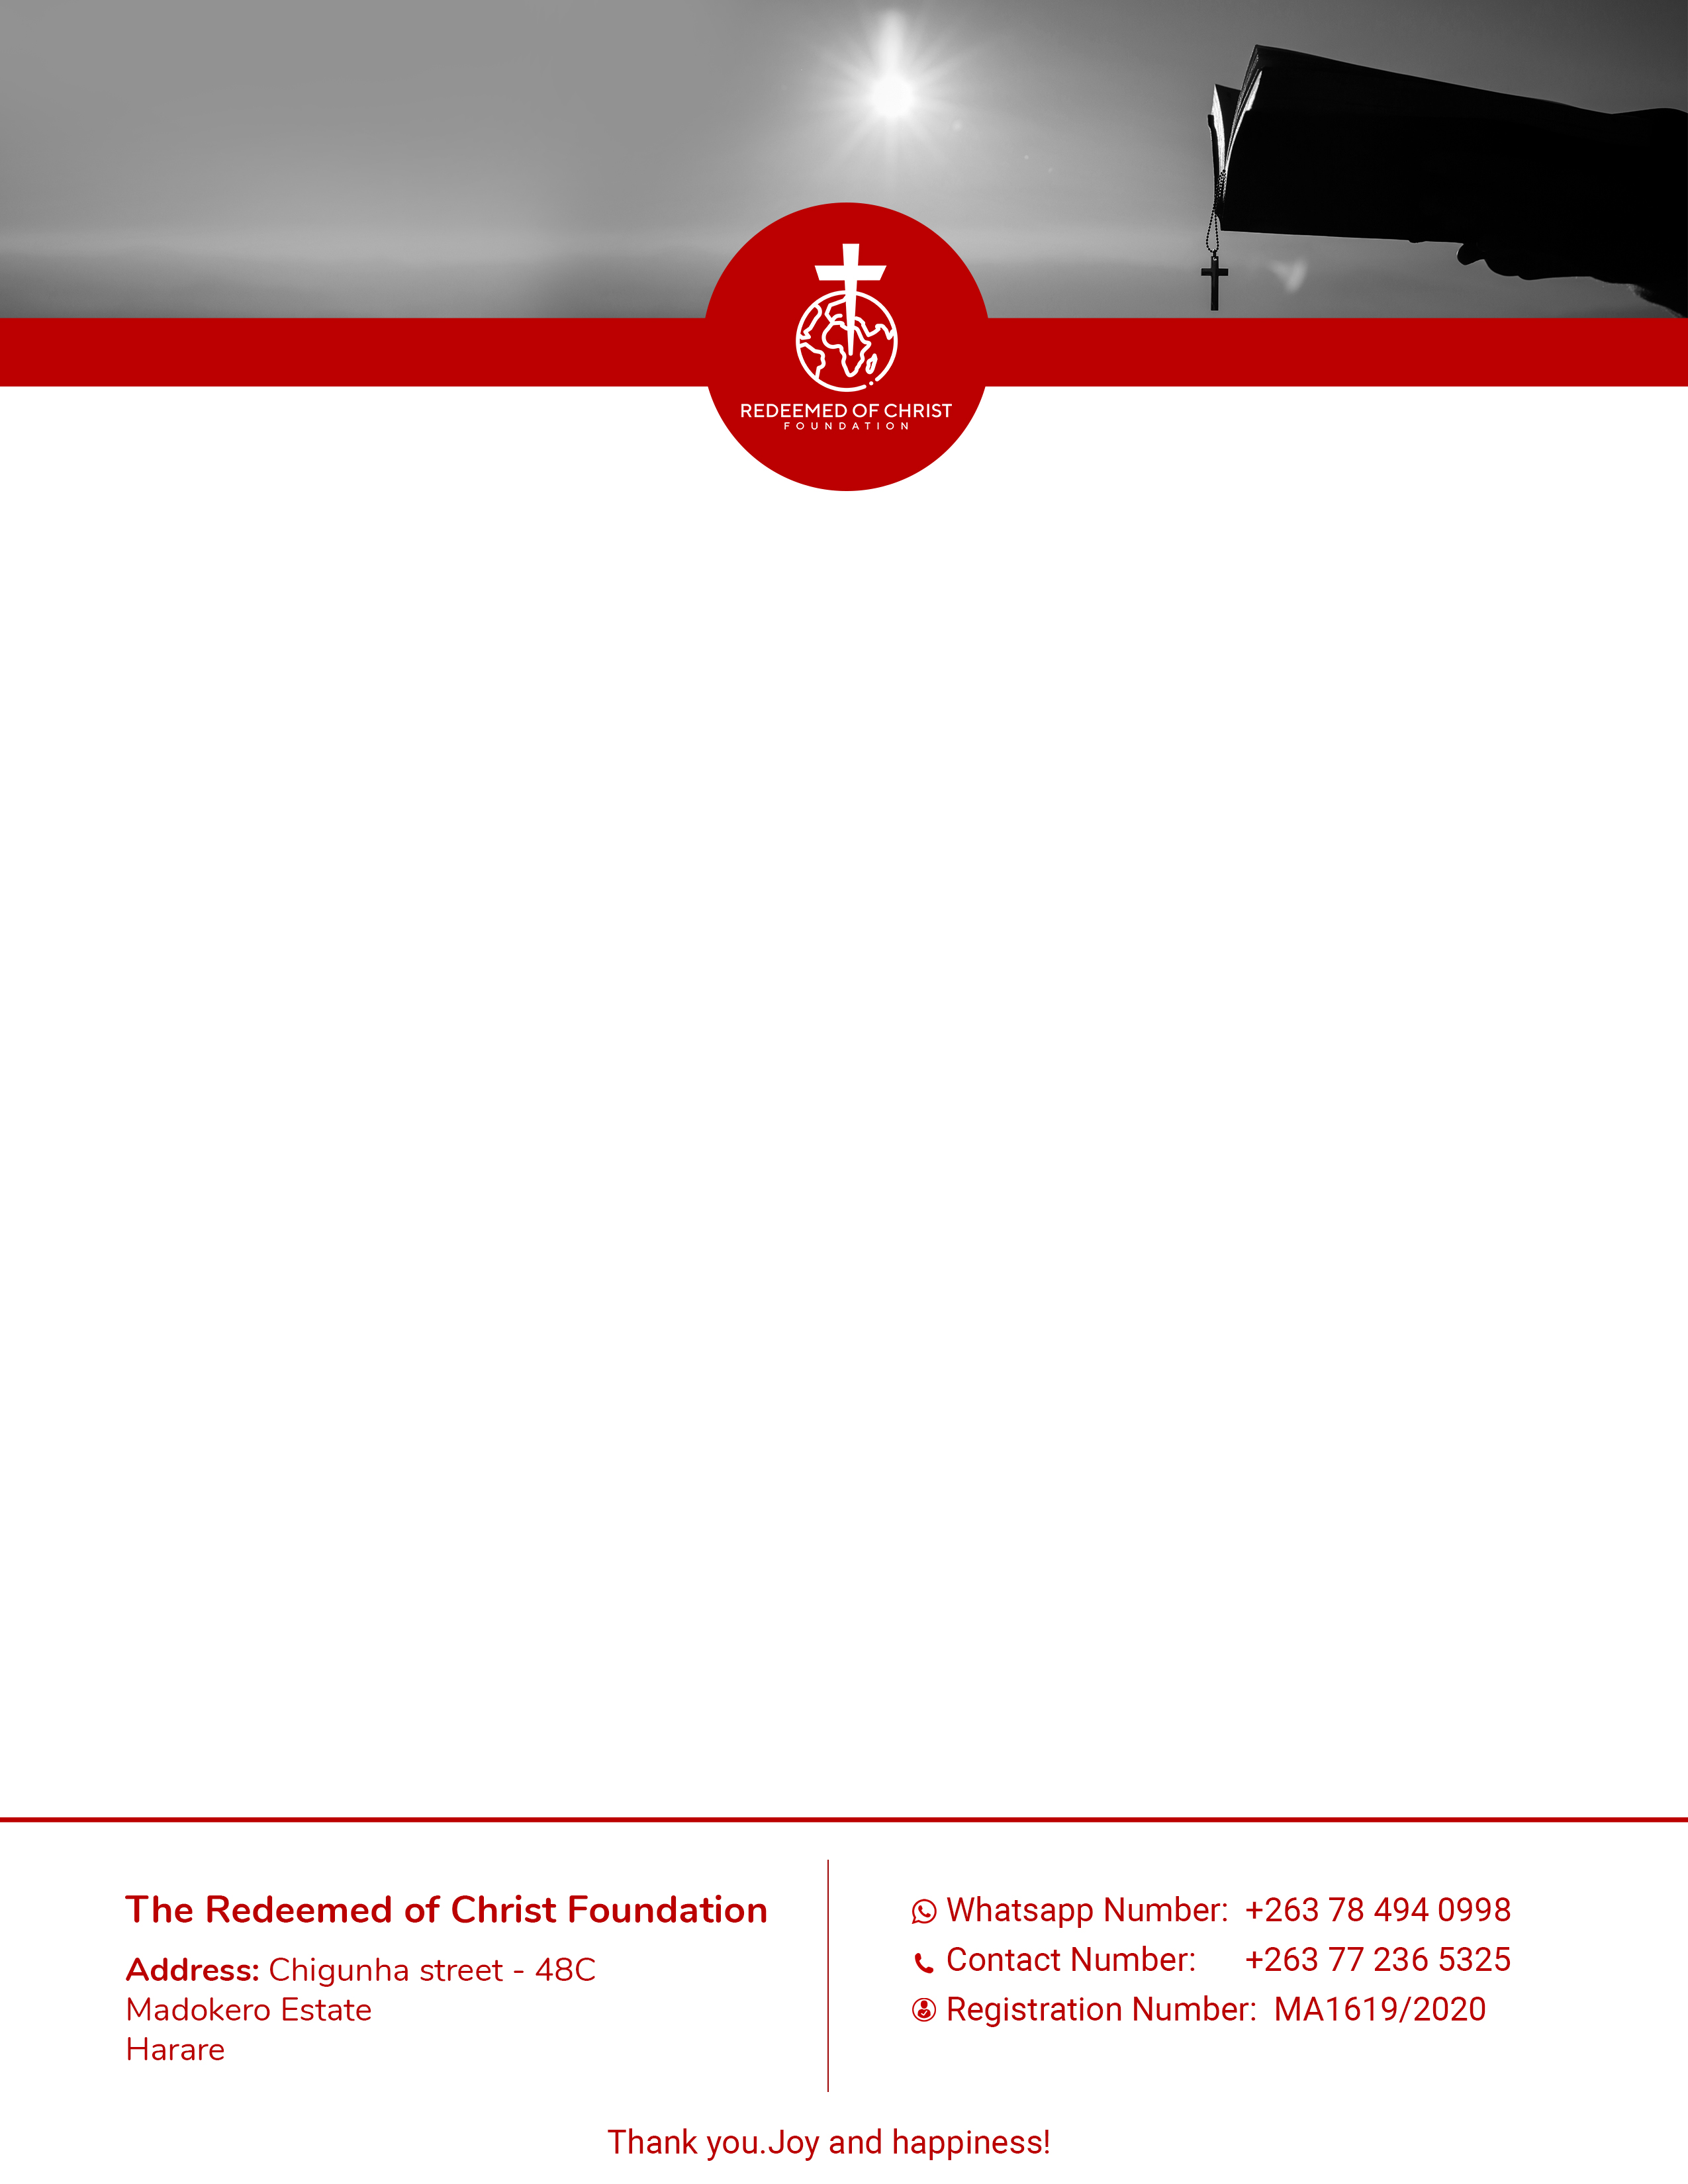 REDEEMED OF CHRIST
FOUNDATION
The Redeemed of Christ Foundation
Address: Chigunha street - 48C
Madokero Estate
Harare
Whatsapp Number: +263 78 494 0998
Contact Number: +263 77 236 5325
Registration Number: MA1619/2020
Thank you.Joy and happiness!